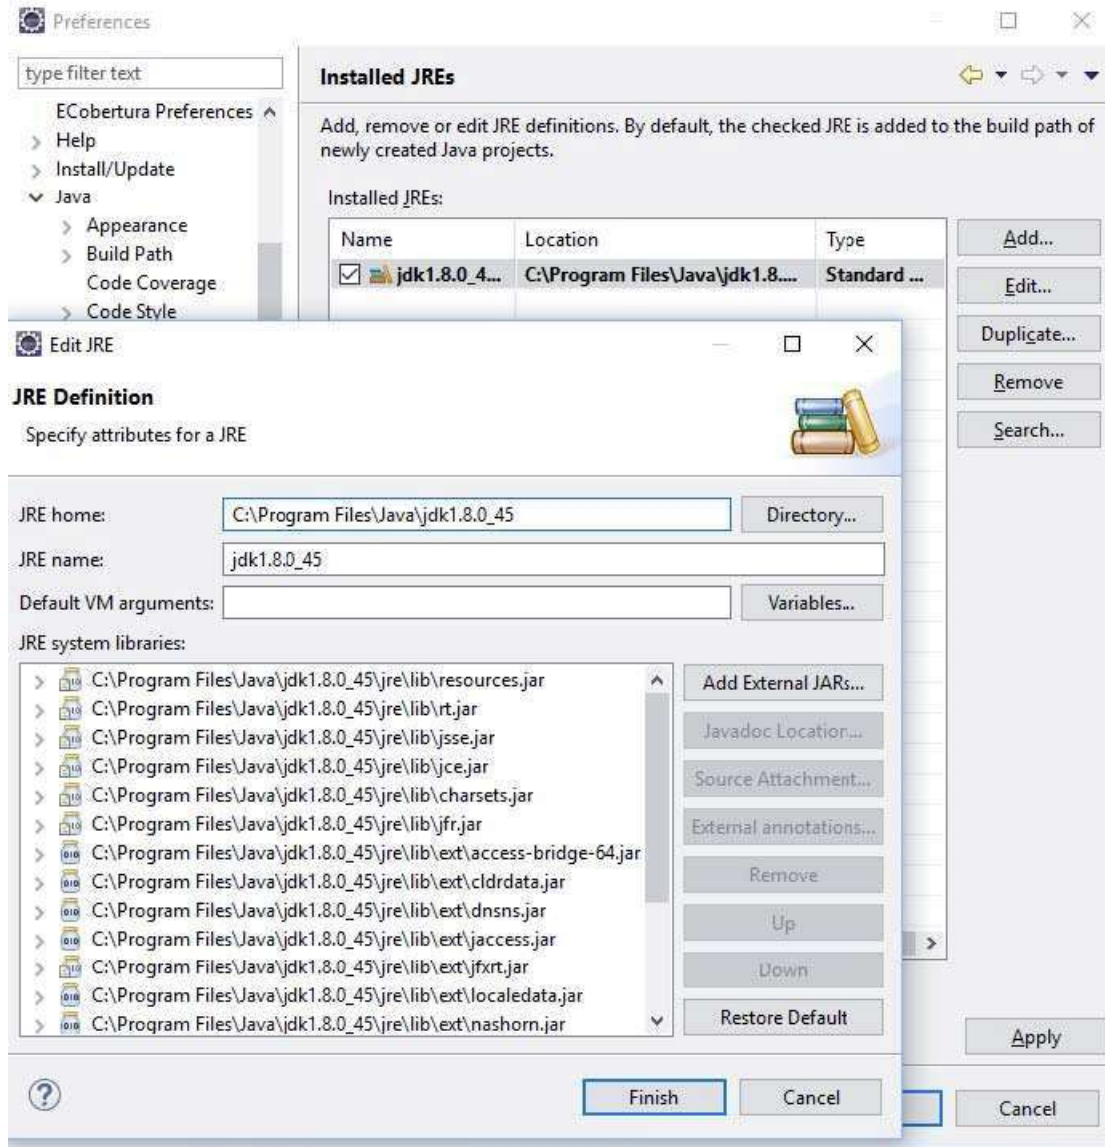 Preferences
type filter text
ECobertura Preferences
Help
Install/Update
Java
Appearance
Build Path
Code Coverage
Code Style
Installed JREs
Add, remove or edit JRE definitions. By default, the checked JRE is added to the build path of
newly created Java projects.
Installed JREs:
Name Location Type
jdk1.8.0_4... C:\Program Files\Java\jdk1.8.... Standard ...
Add...
Edit...
Duplicate...
Remove
Search...
Edit JRE
JRE Definition
Specify attributes for a JRE
JRE home: C:\Program Files\Java\jdk1.8.0_45 Directory...
JRE name: jdk1.8.0_45
Default VM arguments: Variables...
JRE system libraries:
C:\Program Files\Java\jdk1.8.0_45\jre\lib\resources.jar
C:\Program Files\Java\jdk1.8.0_45\jre\lib\rt.jar
C:\Program Files\Java\jdk1.8.0_45\jre\lib\jsse.jar
C:\Program Files\Java\jdk1.8.0_45\jre\lib\jce.jar
C:\Program Files\Java\jdk1.8.0_45\jre\lib\charsets.jar
C:\Program Files\Java\jdk1.8.0_45\jre\lib\jfr.jar
C:\Program Files\Java\jdk1.8.0_45\jre\lib\ext\access-bridge-64.jar
C:\Program Files\Java\jdk1.8.0_45\jre\lib\ext\cldrdata.jar
C:\Program Files\Java\jdk1.8.0_45\jre\lib\ext\dnsns.jar
C:\Program Files\Java\jdk1.8.0_45\jre\lib\ext\jaccess.jar
C:\Program Files\Java\jdk1.8.0_45\jre\lib\ext\jfxrt.jar
C:\Program Files\Java\jdk1.8.0_45\jre\lib\ext\localedata.jar
C:\Program Files\Java\jdk1.8.0_45\jre\lib\ext\nashorn.jar
Add External JARs...
Javadoc Location...
Source Attachment...
External annotations...
Remove
Up
Down
Restore Default
Apply
Finish
Cancel
Cancel